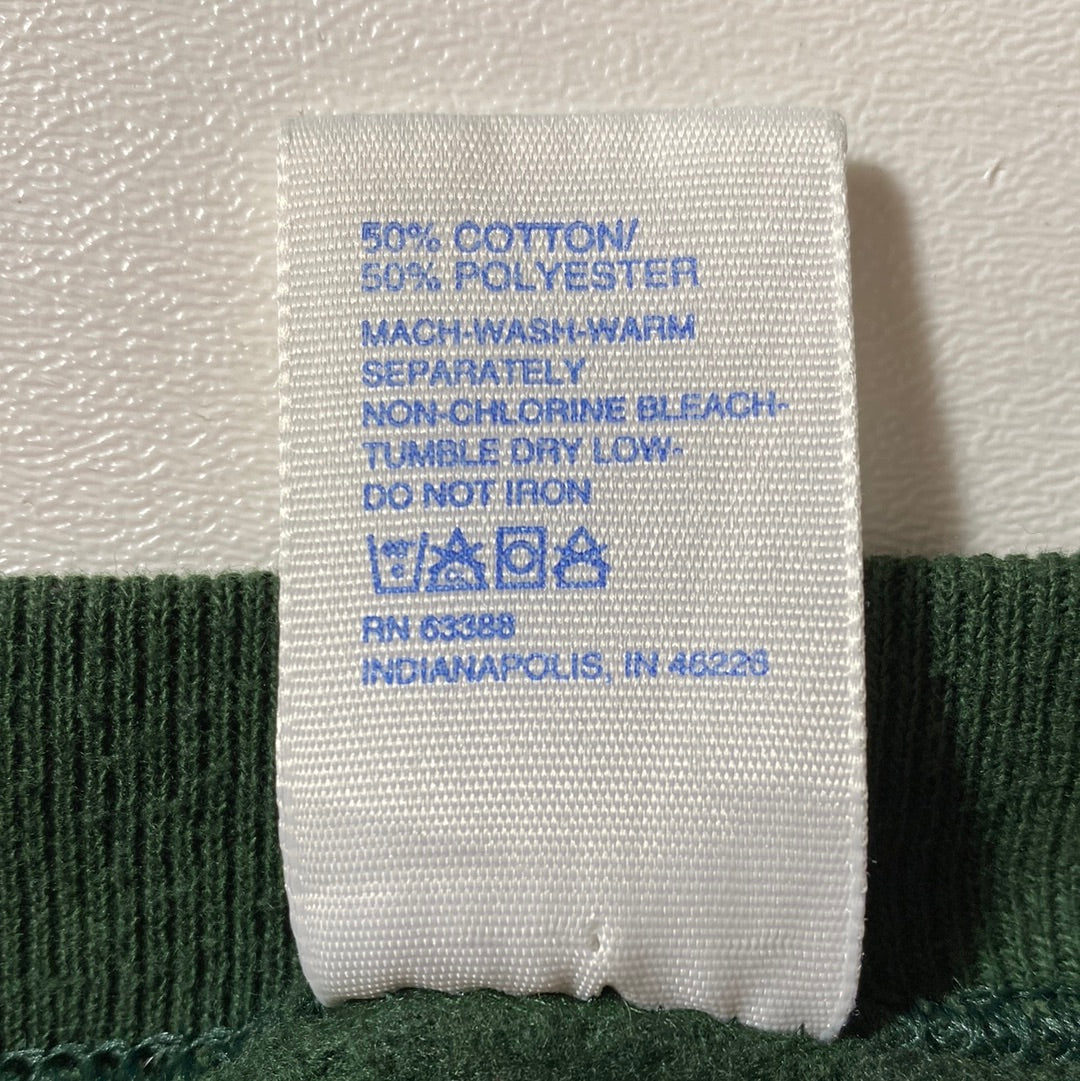 50% COTTON/
50% POLYESTER
MACH-WASH-WARM
SEPARATELY
NON-CHLORINE BLEACH-
TUMBLE DRY LOW-
DO NOT IRON
RN 63388
INDIANAPOLIS, IN 46226